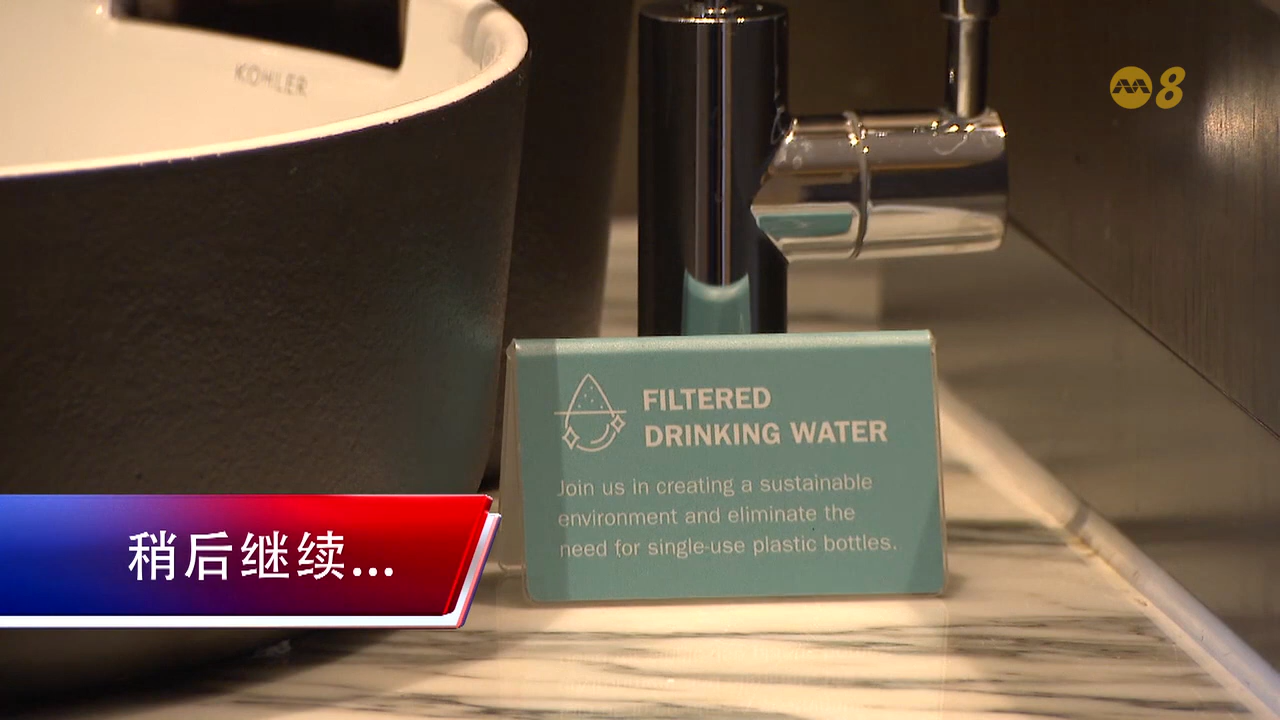 KOHLER
8
FILTERED
DRINKING WATER
Join us in creating a sustainable
environment and eliminate the
need for single-use plastic bottles.
稍后继续...